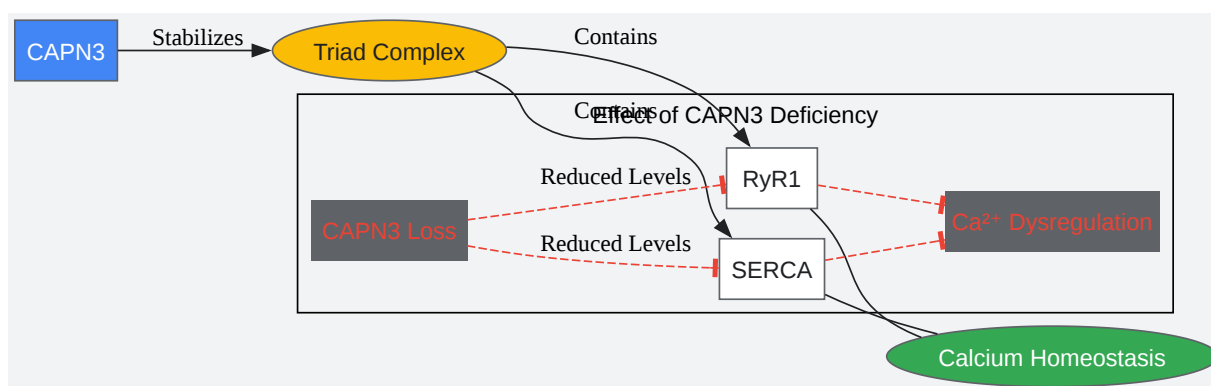 CAPN3
Stabilizes
Triad Complex
Contains
Contains
Effect of CAPN3 Deficiency
Reduced Levels
RyR1
CAPN3 Loss
Ca²⁺ Dysregulation
Reduced Levels
SERCA
Calcium Homeostasis